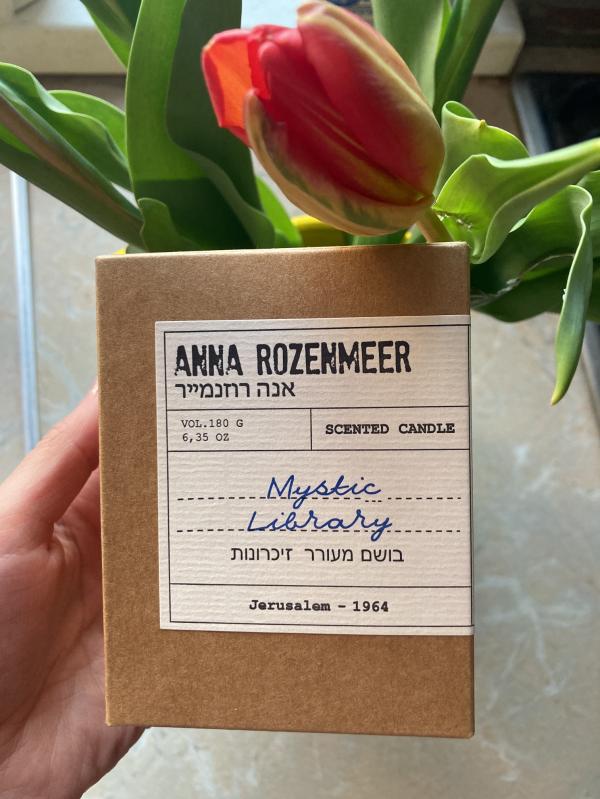 ANNA ROZENMEER
אנה רוזנמייר
VOL.180 G
6,35 OZ
SCENTED CANDLE
Mystic
Library
בושם מעורר זיכרונות
Jerusalem – 1964